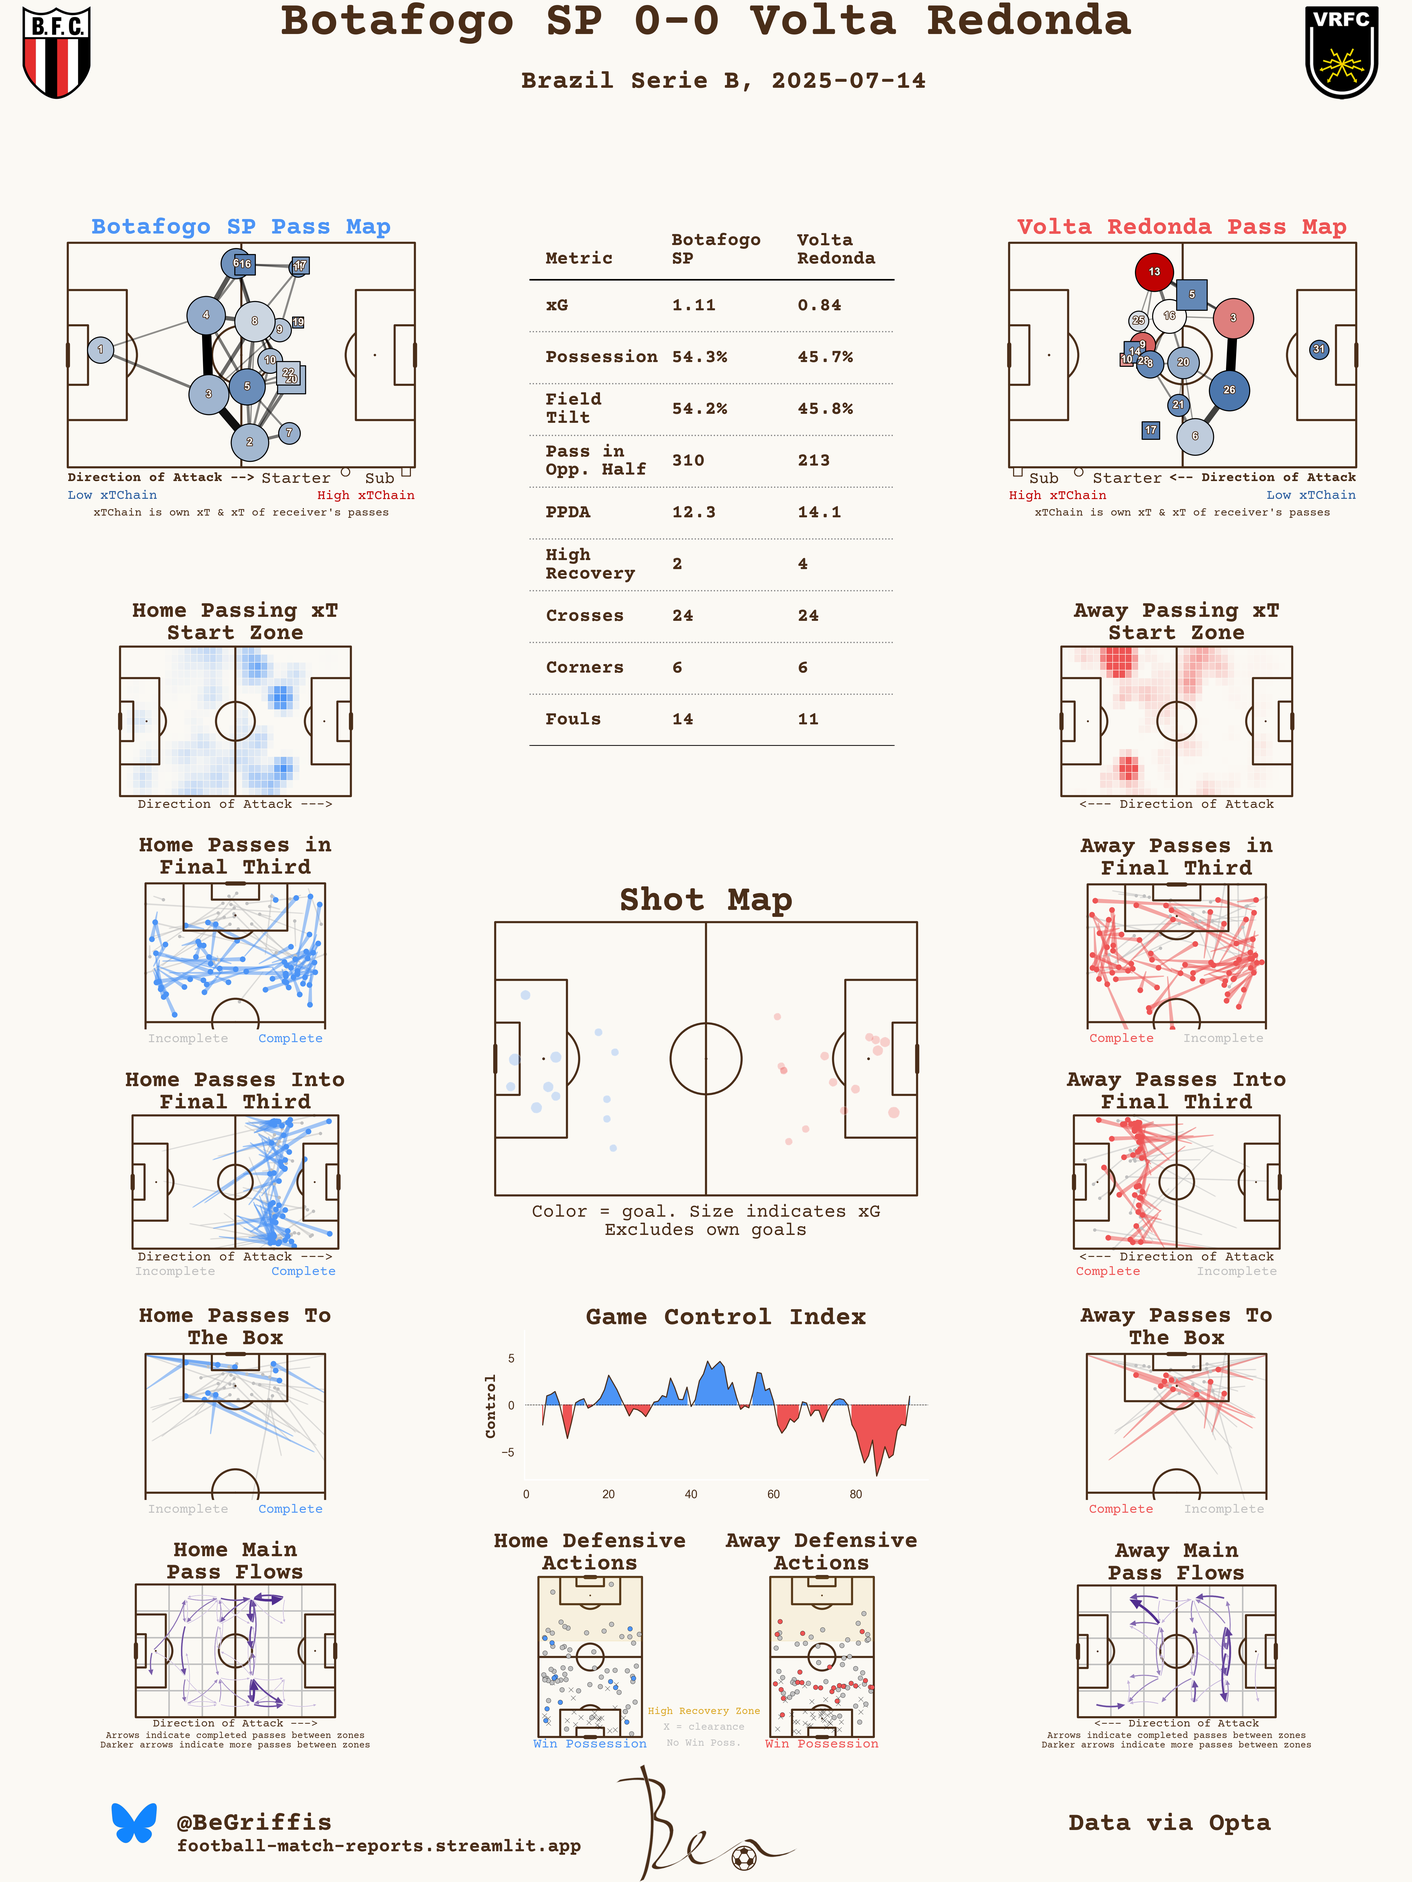 Botafogo SP 0-0 Volta Redonda
Brazil Serie B, 2025-07-14
B.F.C.
VRFC
Botafogo SP Pass Map
6
16
17
4
8
9
19
1
10
22
20
3
5
2
7
Direction of Attack --> Starter Sub
Low xTChain High xTChain
xTChain is own xT & xT of receiver's passes
Metric Botafogo SP Volta Redonda
xG 1.11 0.84
Possession 54.3% 45.7%
Field Tilt 54.2% 45.8%
Pass in Opp. Half 310 213
PPDA 12.3 14.1
High Recovery 2 4
Crosses 24 24
Corners 6 6
Fouls 14 11
Volta Redonda Pass Map
13
5
25
16
3
9
14
10
28
8
20
31
26
21
17
6
Sub Starter <-- Direction of Attack
High xTChain Low xTChain
xTChain is own xT & xT of receiver's passes
Home Passing xT
Start Zone
Direction of Attack --->
Away Passing xT
Start Zone
<--- Direction of Attack
Home Passes in
Final Third
Incomplete Complete
Away Passes in
Final Third
Complete Incomplete
Shot Map
Color = goal. Size indicates xG
Excludes own goals
Home Passes Into
Final Third
Direction of Attack --->
Incomplete Complete
Away Passes Into
Final Third
<--- Direction of Attack
Complete Incomplete
Home Passes To
The Box
Incomplete Complete
Game Control Index
Control
5
0
−5
0 20 40 60 80
Away Passes To
The Box
Complete Incomplete
Home Main
Pass Flows
Direction of Attack --->
Arrows indicate completed passes between zones
Darker arrows indicate more passes between zones
Home Defensive
Actions
Win Possession
Away Defensive
Actions
Win Possession
High Recovery Zone
X = clearance
No Win Poss.
Away Main
Pass Flows
<--- Direction of Attack
Arrows indicate completed passes between zones
Darker arrows indicate more passes between zones
@BeGriffis
football-match-reports.streamlit.app
Ben
Data via Opta